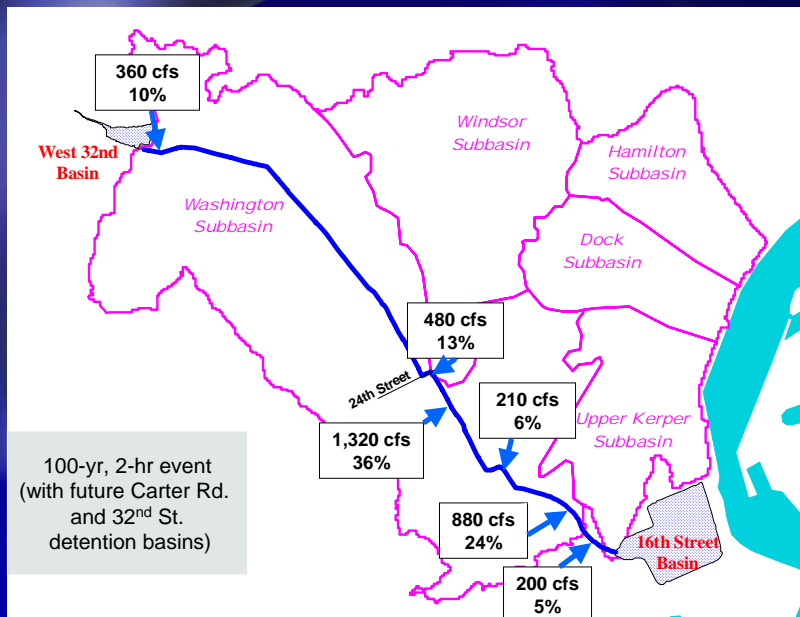 360 cfs
10%
West 32nd
Basin
Windsor
Subbasin
Hamilton
Subbasin
Washington
Subbasin
Dock
Subbasin
480 cfs
13%
24th Street
210 cfs
6%
Upper Kerper
Subbasin
1,320 cfs
36%
100-yr, 2-hr event
(with future Carter Rd.
and 32nd St.
detention basins)
880 cfs
24%
16th Street
Basin
200 cfs
5%